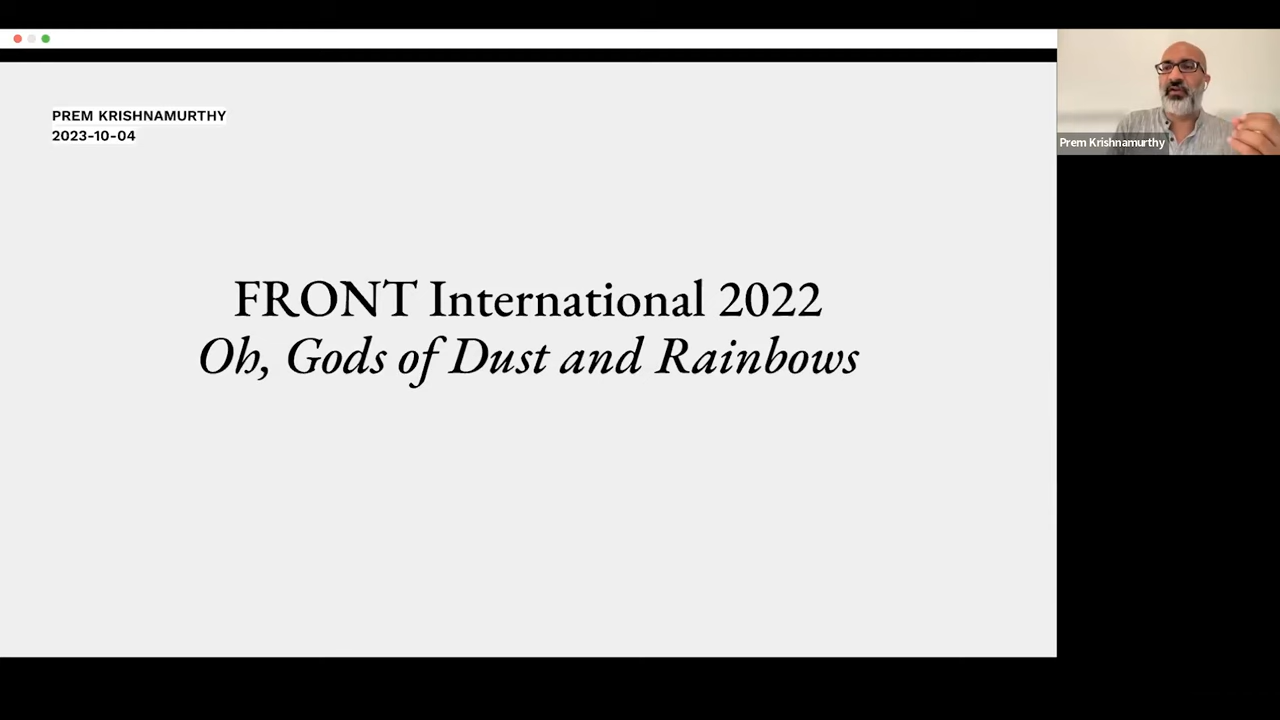 PREM KRISHNAMURTHY
2023-10-04
FRONT International 2022
Oh, Gods of Dust and Rainbows
Prem Krishnamurthy